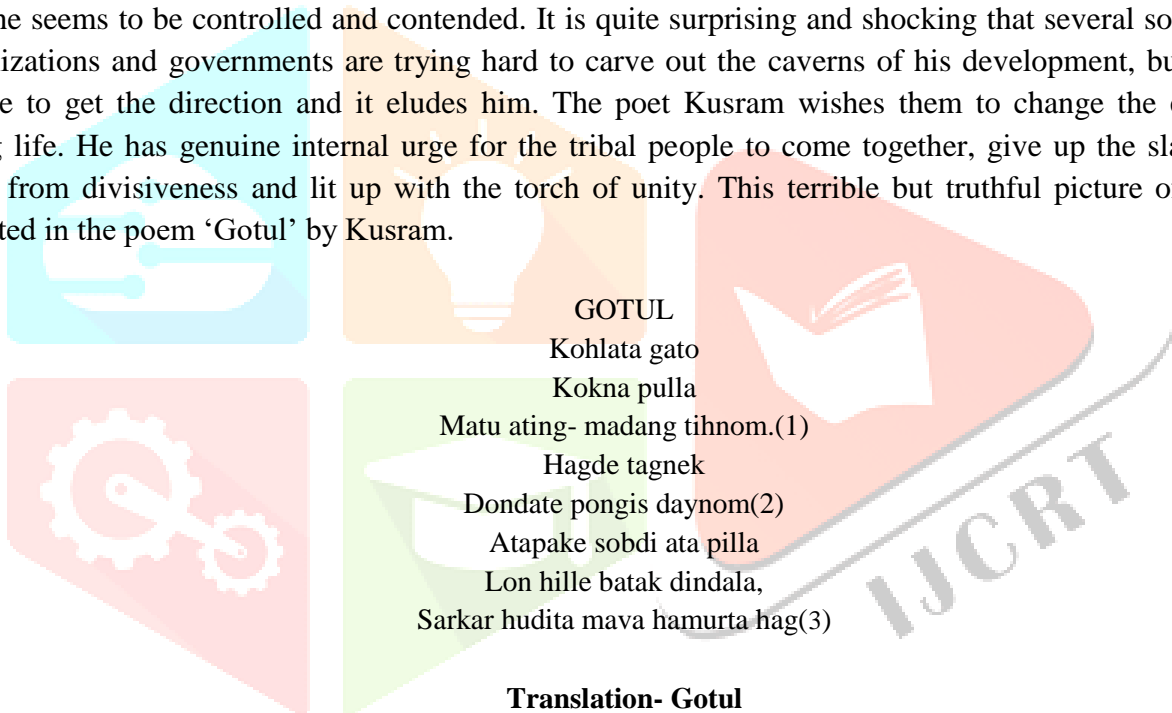 ne seems to be controlled and contended. It is quite surprising and shocking that several so
izations and governments are trying hard to carve out the caverns of his development, bu
e to get the direction and it eludes him. The poet Kusram wishes them to change the
life. He has genuine internal urge for the tribal people to come together, give up the sla
from divisiveness and lit up with the torch of unity. This terrible but truthful picture o
ted in the poem ‘Gotul’ by Kusram.
GOTUL
Kohlata gato
Kokna pulla
Matu ating- madang tihnom.(1)
Hagde tagnek
Dondate pongis daynom(2)
Atapake sobdi ata pilla
Lon hille batak dindala,
Sarkar hudita mava hamurta hag(3)
IJCRT
Translation- Gotul